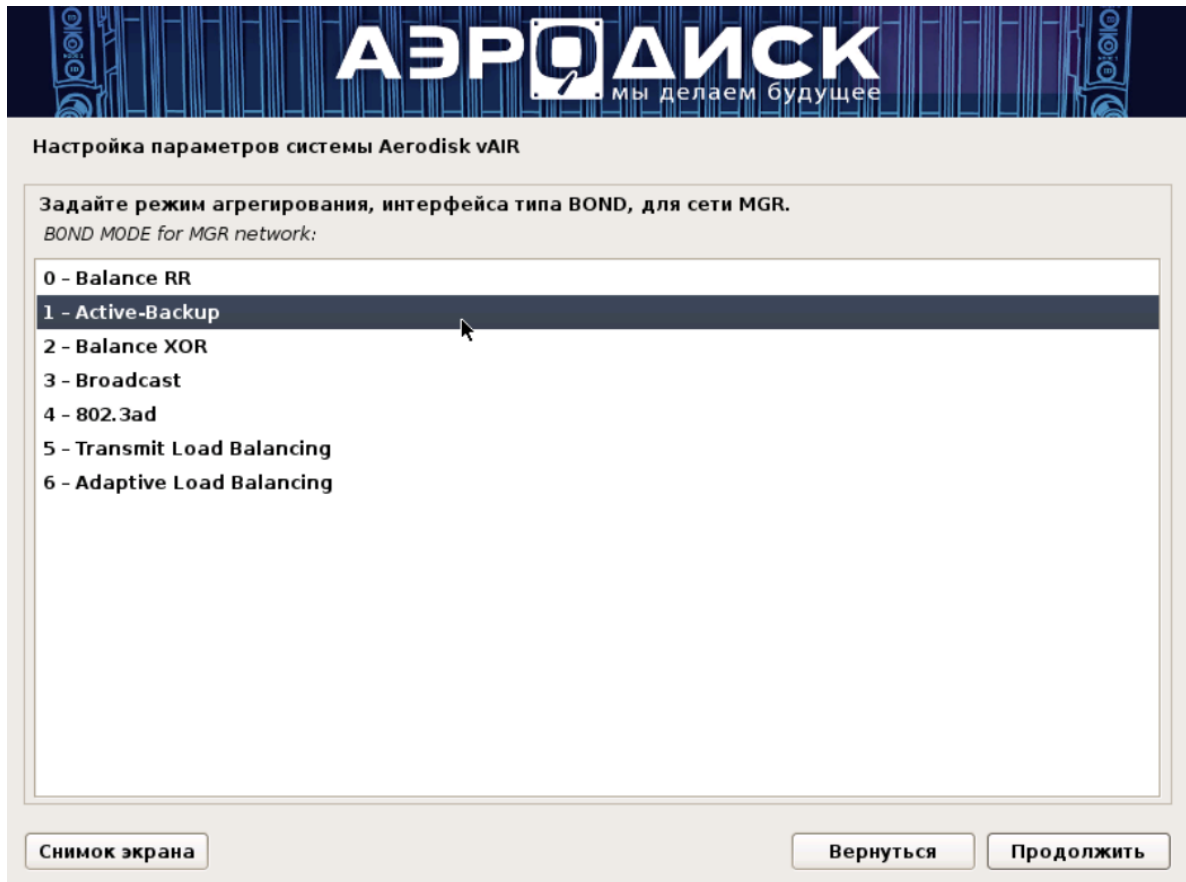 АЭРОДИСК
мы делаем будущее
Настройка параметров системы Aerodisk vAIR
Задайте режим агрегирования, интерфейса типа BOND, для сети MGR.
BOND MODE for MGR network:
0 – Balance RR
1 – Active-Backup
2 – Balance XOR
3 – Broadcast
4 – 802.3ad
5 – Transmit Load Balancing
6 – Adaptive Load Balancing
Снимок экрана
Вернуться
Продолжить